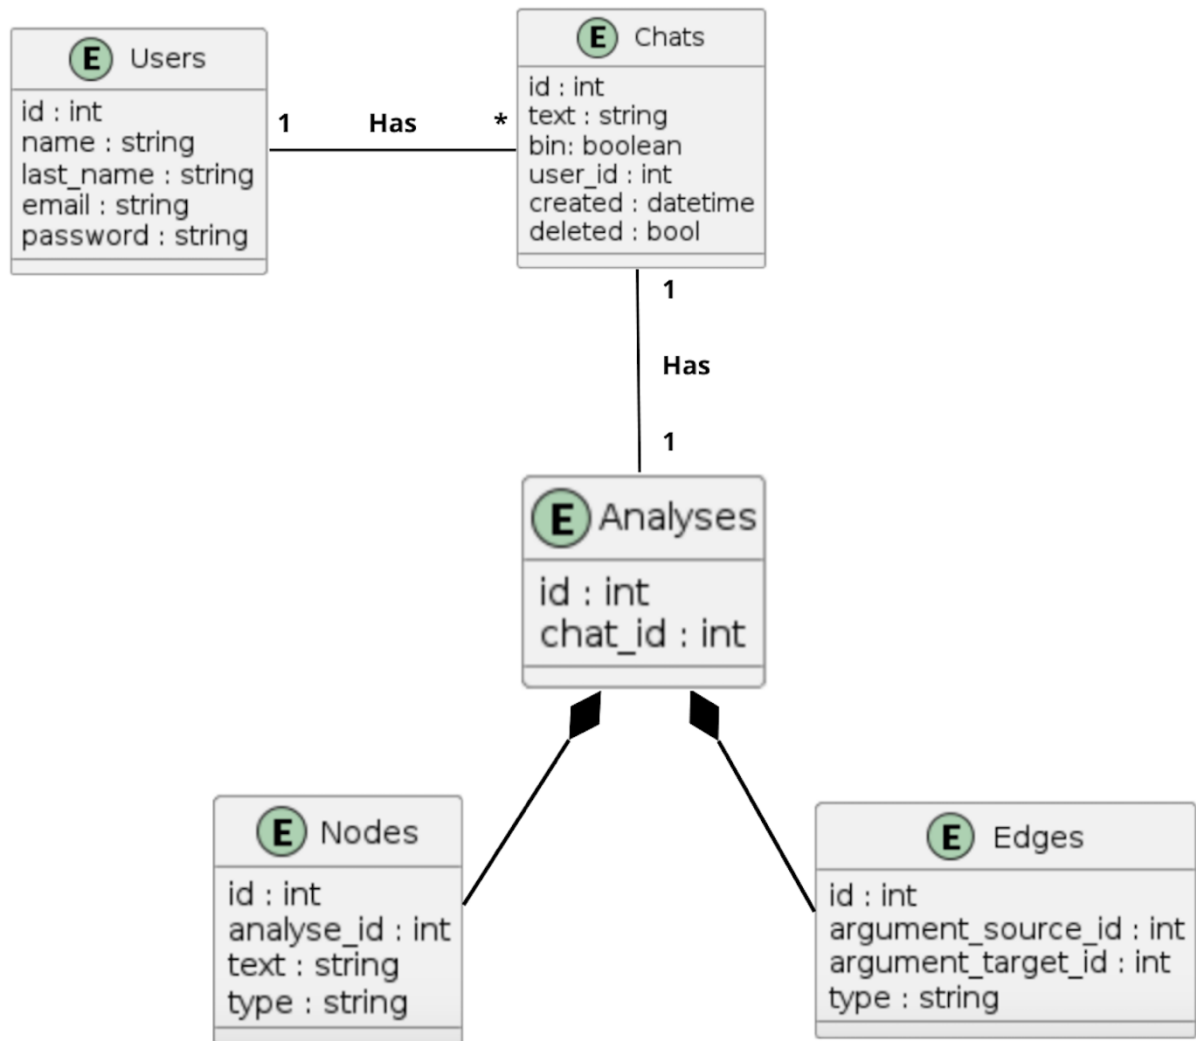 E Users
id : int
name : string
last_name : string
email : string
password : string
1 Has *
E Chats
id : int
text : string
bin: boolean
user_id : int
created : datetime
deleted : bool
1
Has
1
E Analyses
id : int
chat_id : int
E Nodes
id : int
analyse_id : int
text : string
type : string
E Edges
id : int
argument_source_id : int
argument_target_id : int
type : string